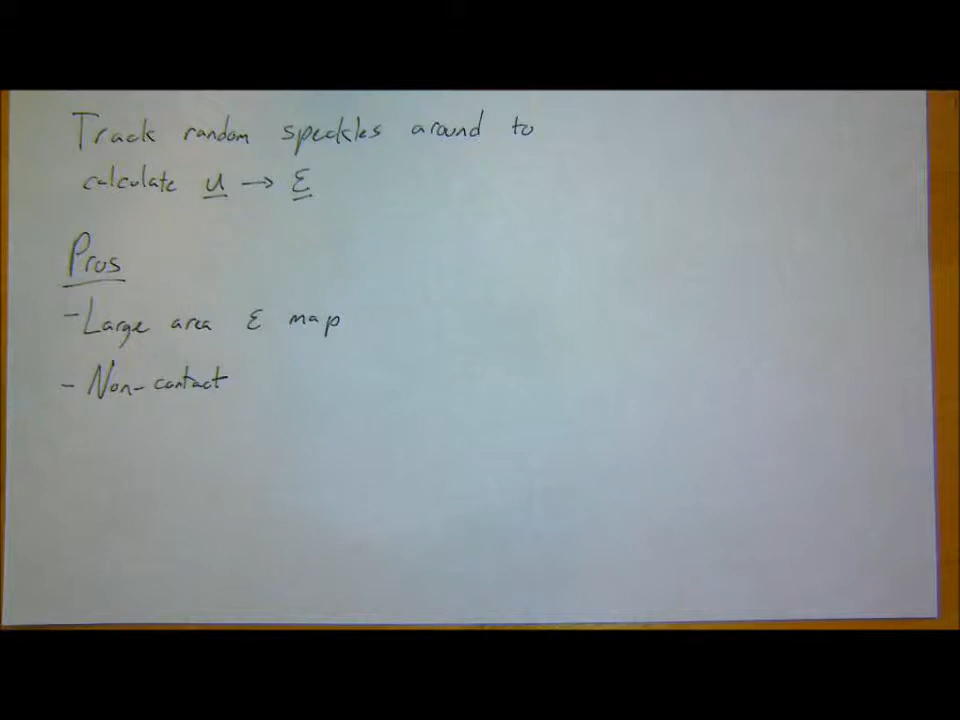 Track random speckles around to
calculate u → ε
Pros
- Large area ε map
- Non-contact